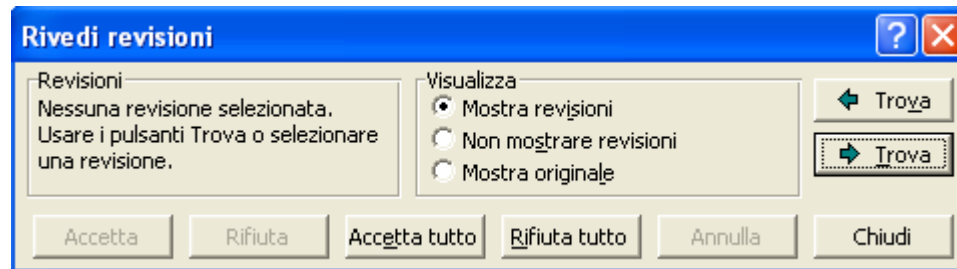 Rivedi revisioni
Revisioni
Nessuna revisione selezionata.
Usare i pulsanti Trova o selezionare
una revisione.
Visualizza
Mostra revisioni
Non mostrare revisioni
Mostra originale
Trova
Trova
Accetta
Rifiuta
Accetta tutto
Rifiuta tutto
Annulla
Chiudi